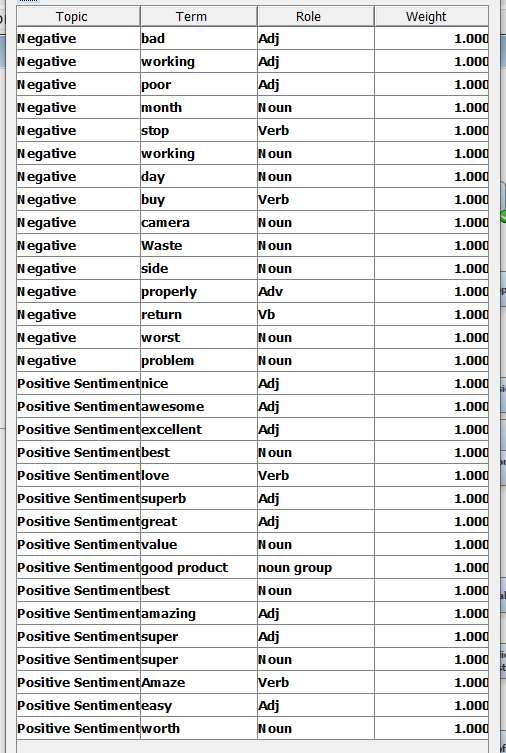 Topic Term Role Weight
Negative bad Adj 1.000
Negative working Adj 1.000
Negative poor Adj 1.000
Negative month Noun 1.000
Negative stop Verb 1.000
Negative working Noun 1.000
Negative day Noun 1.000
Negative buy Verb 1.000
Negative camera Noun 1.000
Negative Waste Noun 1.000
Negative side Noun 1.000
Negative properly Adv 1.000
Negative return Vb 1.000
Negative worst Noun 1.000
Negative problem Noun 1.000
Positive Sentiment nice Adj 1.000
Positive Sentiment awesome Adj 1.000
Positive Sentiment excellent Adj 1.000
Positive Sentiment best Noun 1.000
Positive Sentiment love Verb 1.000
Positive Sentiment superb Adj 1.000
Positive Sentiment great Adj 1.000
Positive Sentiment value Noun 1.000
Positive Sentiment good product noun group 1.000
Positive Sentiment best Noun 1.000
Positive Sentiment amazing Adj 1.000
Positive Sentiment super Adj 1.000
Positive Sentiment super Noun 1.000
Positive Sentiment Amaze Verb 1.000
Positive Sentiment easy Adj 1.000
Positive Sentiment worth Noun 1.000